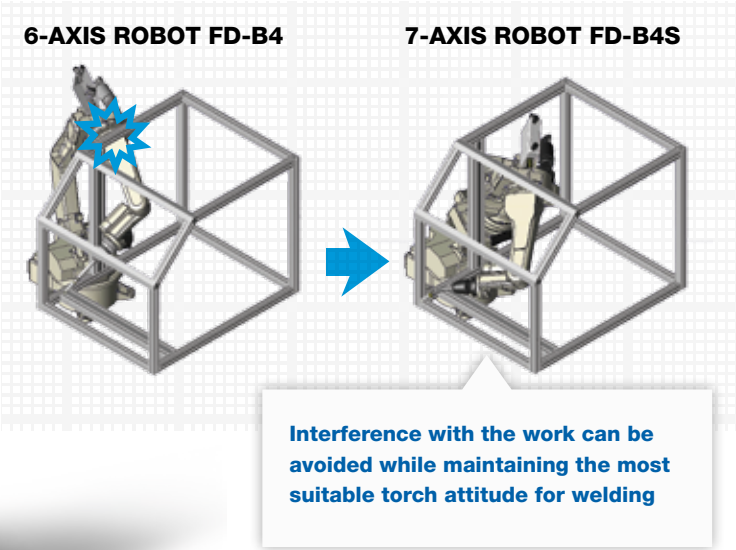 6-AXIS ROBOT FD-B4
7-AXIS ROBOT FD-B4S
Interference with the work can be
avoided while maintaining the most
suitable torch attitude for welding